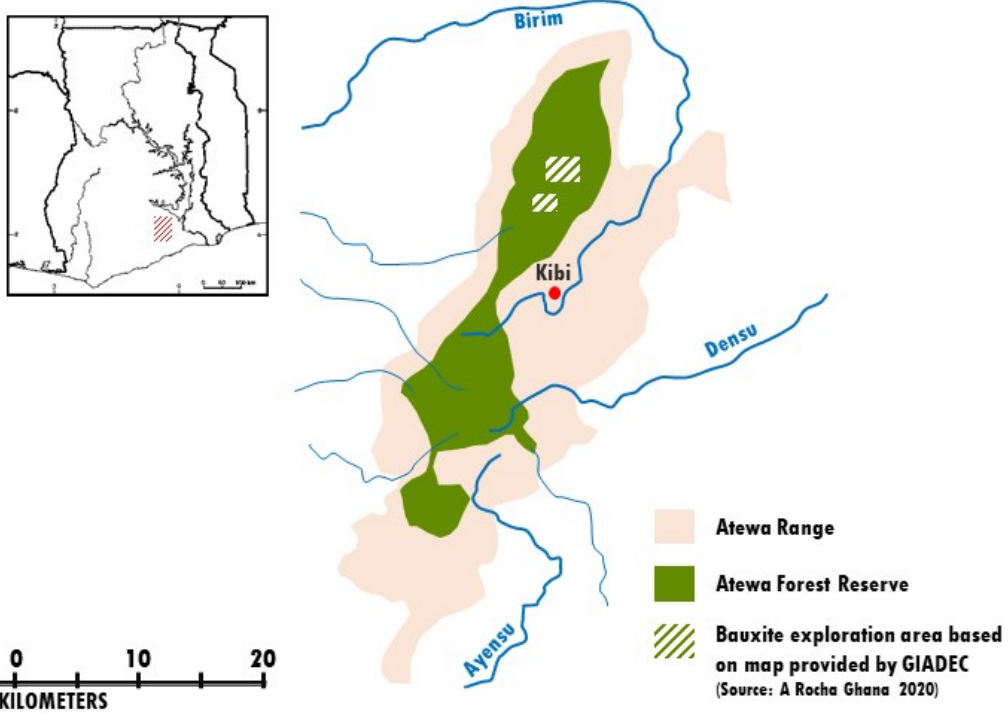 Birim
Kibi
Densu
Ayensu
Atewa Range
Atewa Forest Reserve
Bauxite exploration area based
on map provided by GIADEC
(Source: A Rocha Ghana 2020)
0 10 20
KILOMETERS